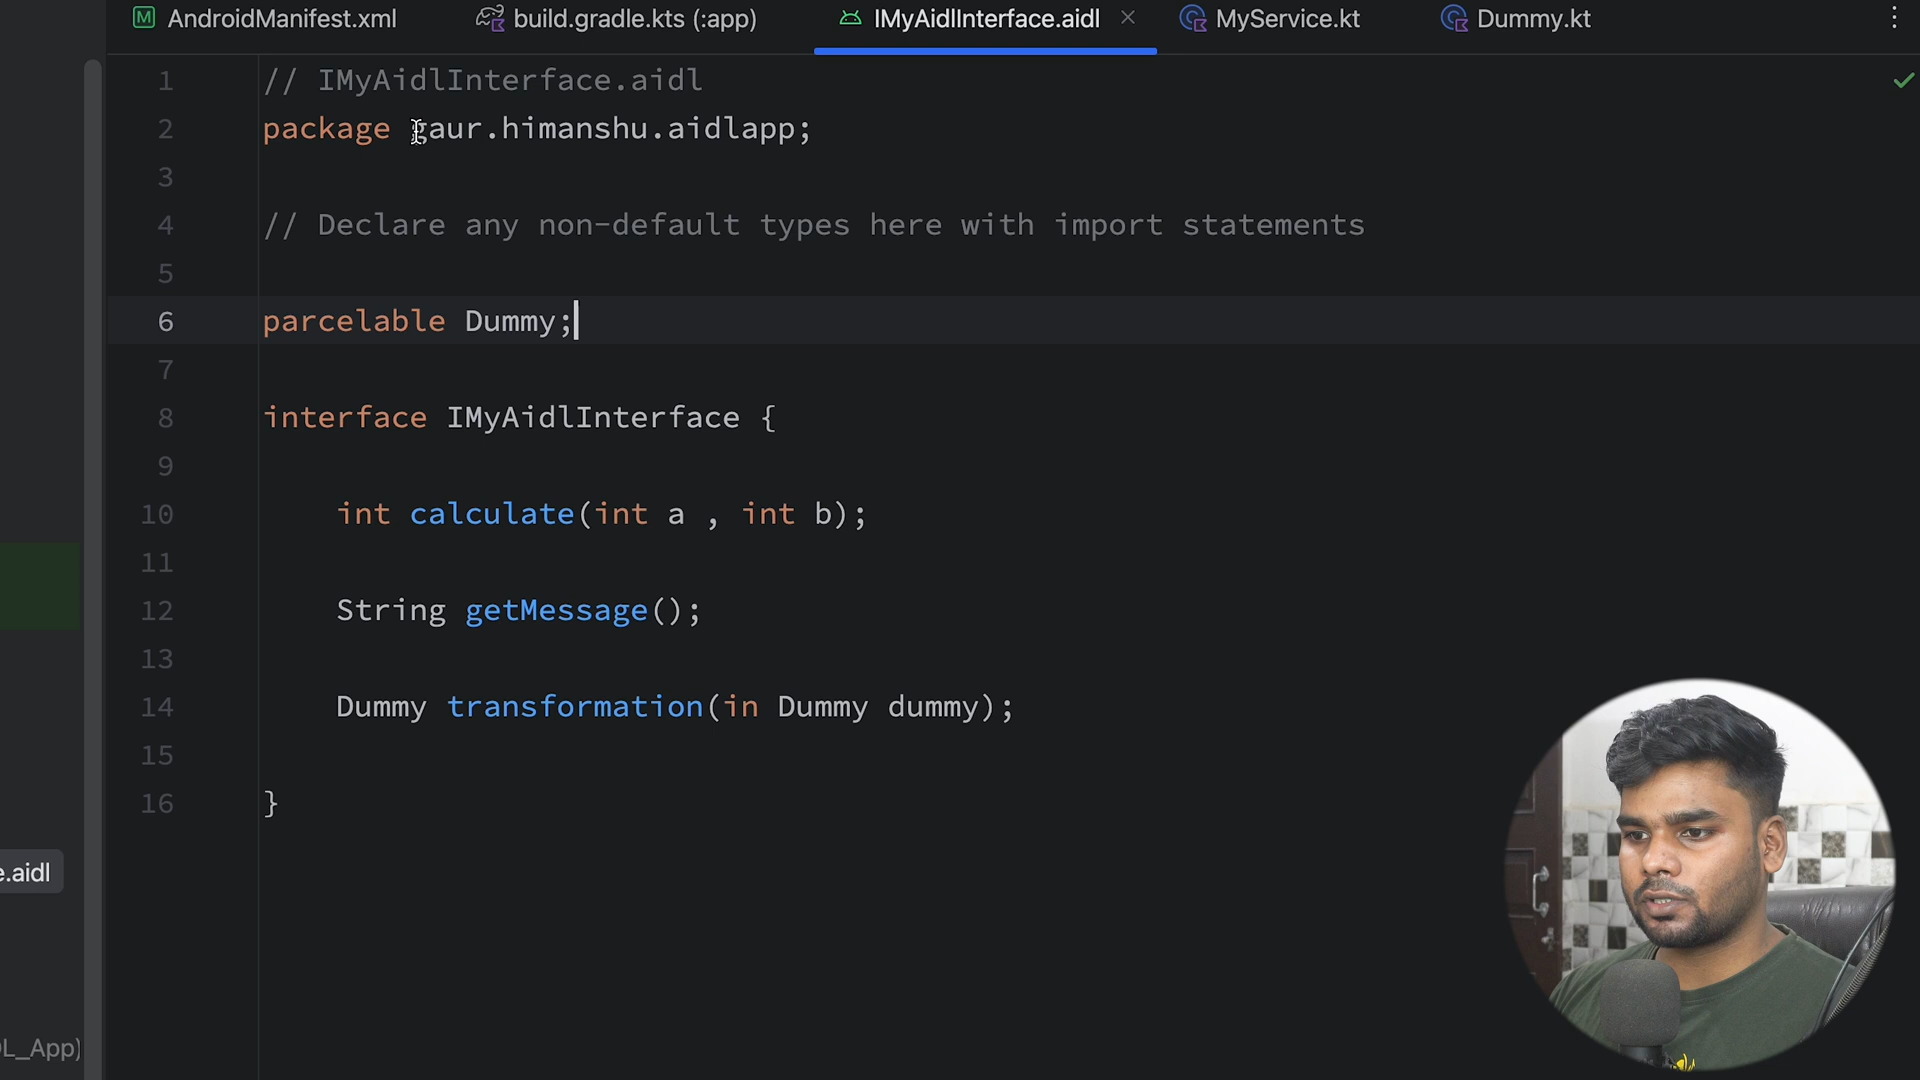 AndroidManifest.xml
build.gradle.kts (:app)
IMyAidlInterface.aidl
MyService.kt
Dummy.kt
1 // IMyAidlInterface.aidl
2 package gaur.himanshu.aidlapp;
3
4 // Declare any non-default types here with import statements
5
6 parcelable Dummy;
7
8 interface IMyAidlInterface {
9
10 int calculate(int a , int b);
11
12 String getMessage();
13
14 Dummy transformation(in Dummy dummy);
15
16 }
e.aidl
L_App)